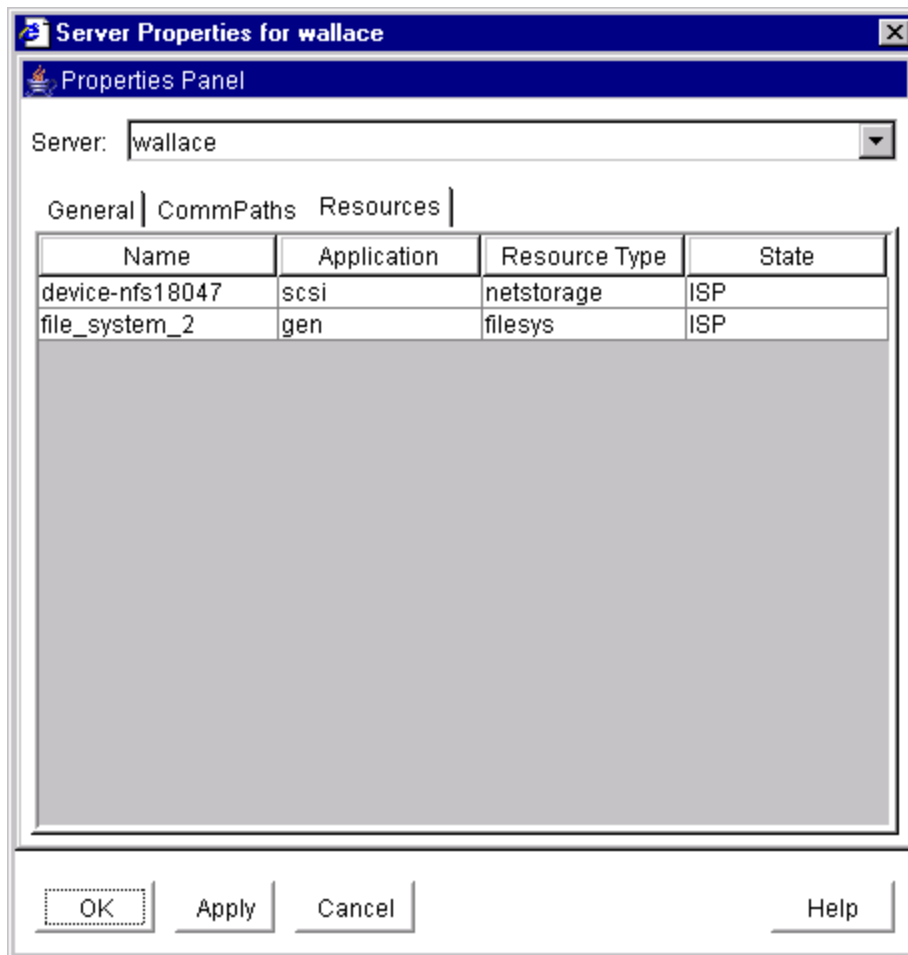 Server Properties for wallace
Properties Panel
Server: wallace
General CommPaths Resources
Name Application Resource Type State
device-nfs18047 scsi netstorage ISP
file_system_2 gen filesys ISP
OK Apply Cancel Help